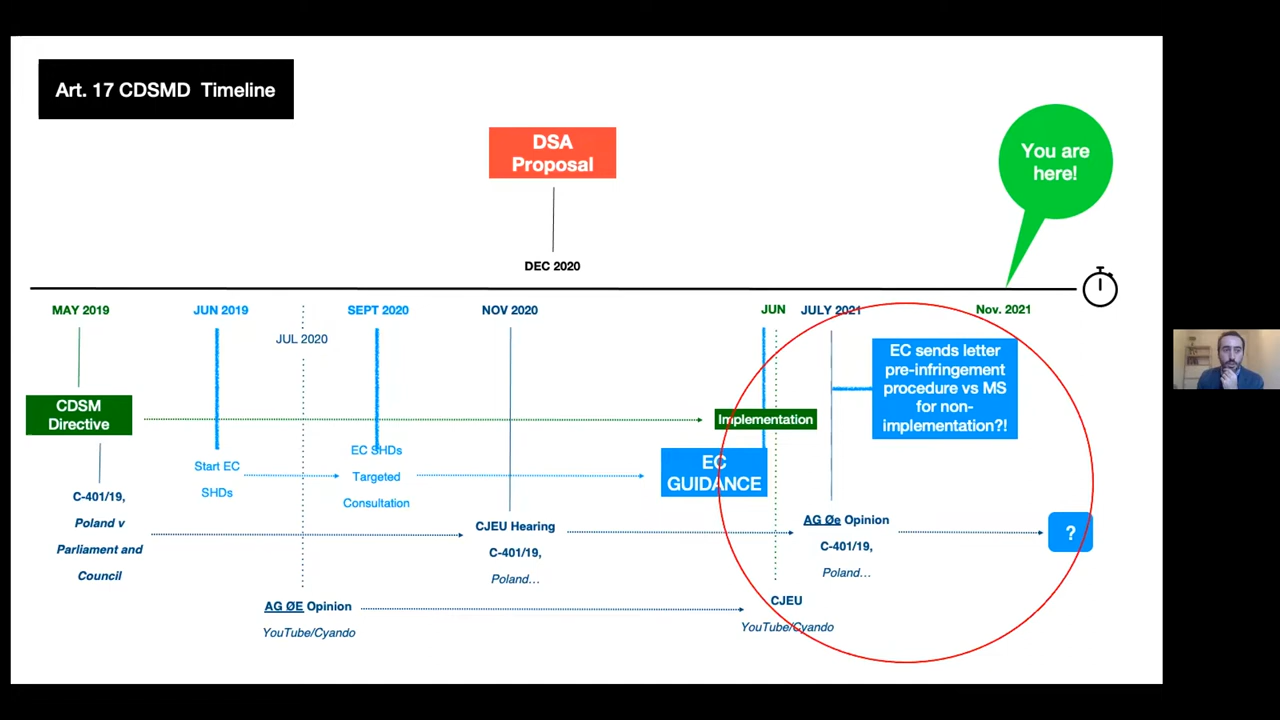 Art. 17 CDSMD Timeline
DSA
Proposal
You are
here!
DEC 2020
MAY 2019
JUN 2019
JUL 2020
SEPT 2020
NOV 2020
JUN
JULY 2021
Nov. 2021
EC sends letter
pre-infringement
procedure vs MS
for non-
implementation?!
CDSM
Directive
Implementation
Start EC
SHDs
EC SHDs
Targeted
Consultation
EC
GUIDANCE
C-401/19,
Poland v
Parliament and
Council
CJEU Hearing
C-401/19,
Poland...
AG Øe Opinion
C-401/19,
Poland...
?
AG ØE Opinion
YouTube/Cyando
CJEU
YouTube/Cyando